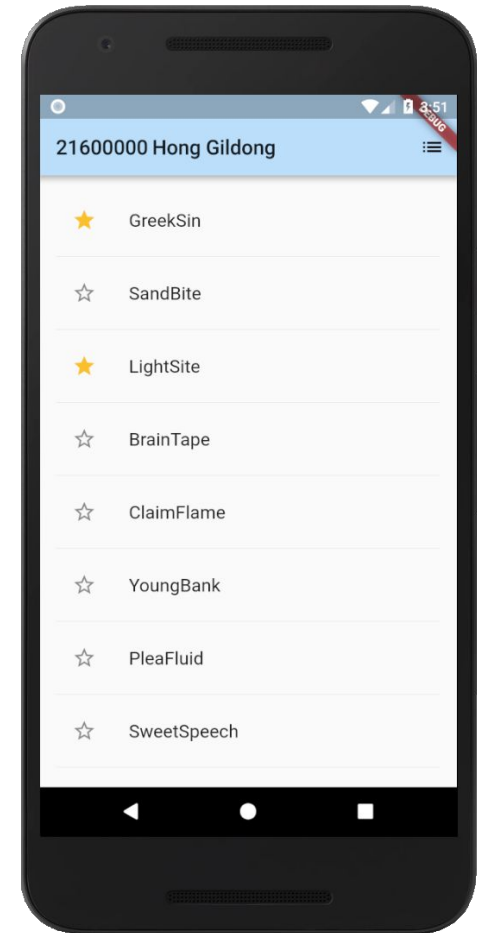 3:51
DEBUG
21600000 Hong Gildong
GreekSin
SandBite
LightSite
BrainTape
ClaimFlame
YoungBank
PleaFluid
SweetSpeech